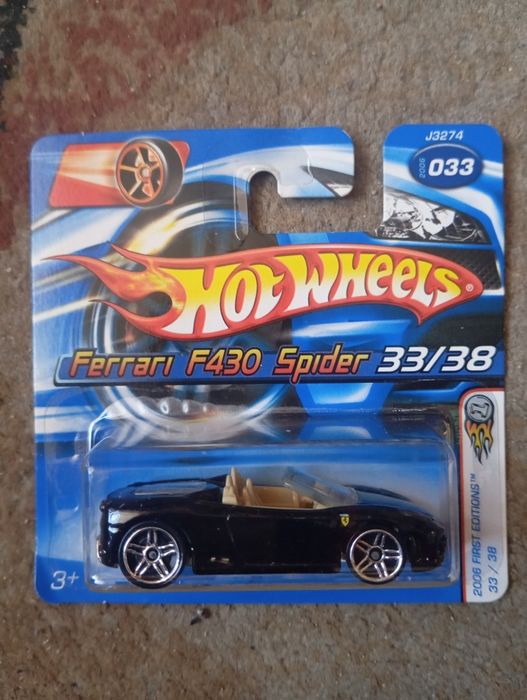 J3274
2006
033
HOT WHEELS®
Ferrari F430 Spider 33/38
2006 FIRST EDITIONS™
33 / 38
3+